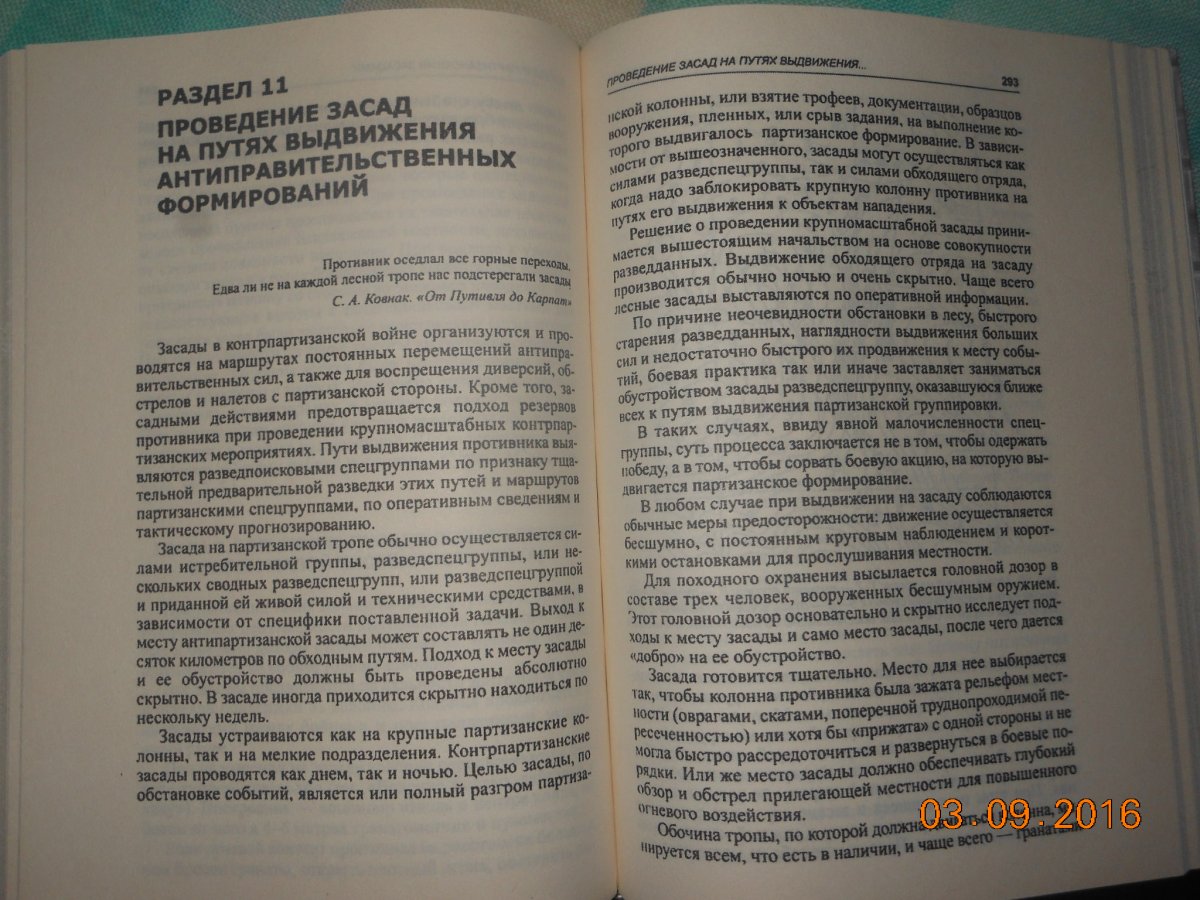 РАЗДЕЛ 11
ПРОВЕДЕНИЕ ЗАСАД
НА ПУТЯХ ВЫДВИЖЕНИЯ
АНТИПРАВИТЕЛЬСТВЕННЫХ
ФОРМИРОВАНИЙ
Противник оседлал все горные переходы.
Едва ли не на каждой лесной тропе нас подстерегали засады
С. А. Ковпак. «От Путивля до Карпат»
Засады в контрпартизанской войне организуются и про-
водятся на маршрутах постоянных перемещений антипра-
вительственных сил, а также для воспрещения диверсий, об-
стрелов и налетов с партизанской стороны. Кроме того, за-
садными действиями предотвращается подход резервов
противника при проведении крупномасштабных контрпар-
тизанских мероприятиях. Пути выдвижения противника выя-
вляются разведпоисковыми спецгруппами по признаку тща-
тельной предварительной разведки этих путей и маршрутов
партизанскими спецгруппами, по оперативным сведениям и
тактическому прогнозированию.
Засада на партизанской тропе обычно осуществляется си-
лами истребительной группы, разведспецгруппы, или не-
скольких сводных разведспецгрупп, или разведспецгруппой
и приданной ей живой силой и техническими средствами, в
зависимости от специфики поставленной задачи. Выход к
месту антипартизанской засады может составлять не один де-
сяток километров по обходным путям. Подход к месту засады
и ее обустройство должны быть проведены абсолютно
скрытно. В засаде иногда приходится скрытно находиться по
нескольку недель.
Засады устраиваются как на крупные партизанские ко-
лонны, так и на мелкие подразделения. Контрпартизанские
засады проводятся как днем, так и ночью. Целью засады, по
обстановке событий, является или полный разгром партиза-
ПРОВЕДЕНИЕ ЗАСАД НА ПУТЯХ ВЫДВИЖЕНИЯ... 293
нской колонны, или взятие трофеев, документации, образцов
вооружения, пленных, или срыв задания, на выполнение ко-
торого выдвигалось партизанское формирование. В зависи-
мости от вышеозначенного, засады могут осуществляться как
силами разведспецгруппы, так и силами обходящего отряда,
когда надо заблокировать крупную колонну противника на
путях его выдвижения к объектам нападения.
Решение о проведении крупномасштабной засады прини-
мается вышестоящим начальством на основе совокупности
разведданных. Выдвижение обходящего отряда на засаду
производится обычно ночью и очень скрытно. Чаще всего
лесные засады выставляются по оперативной информации.
По причине неочевидности обстановки в лесу, быстрого
старения разведданных, наглядности выдвижения больших
сил и недостаточно быстрого их продвижения к месту собы-
тий, боевая практика так или иначе заставляет заниматься
обустройством засады разведспецгруппу, оказавшуюся ближе
всех к путям выдвижения партизанской группировки.
В таких случаях, ввиду явной малочисленности спец-
группы, суть процесса заключается не в том, чтобы одержать
победу, а в том, чтобы сорвать боевую акцию, на которую вы-
двигается партизанское формирование.
В любом случае при выдвижении на засаду соблюдаются
обычные меры предосторожности: движение осуществляется
бесшумно, с постоянным круговым наблюдением и корот-
кими остановками для прослушивания местности.
Для походного охранения высылается головной дозор в
составе трех человек, вооруженных бесшумным оружием.
Этот головной дозор основательно и скрытно исследует под-
ходы к месту засады и само место засады, после чего дается
«добро» на ее обустройство.
Засада готовится тщательно. Место для нее выбирается
так, чтобы колонна противника была зажата рельефом мест-
ности (оврагами, скатами, поперечной труднопроходимой пе-
ресеченностью) или хотя бы «прижата» с одной стороны и не
могла быстро рассредоточиться и развернуться в боевые по-
рядки. Или же место засады должно обеспечивать глубокий
обзор и обстрел прилегающей местности для повышенного
огневого воздействия.
Обочина тропы, по которой должна
нируется всем, что есть в наличии, и чаще всего —
03.09.2016